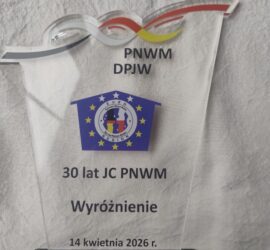 PNWM
DPJW
30 lat JC PNWM
Wyróżnienie
14 kwietnia 2026 r.